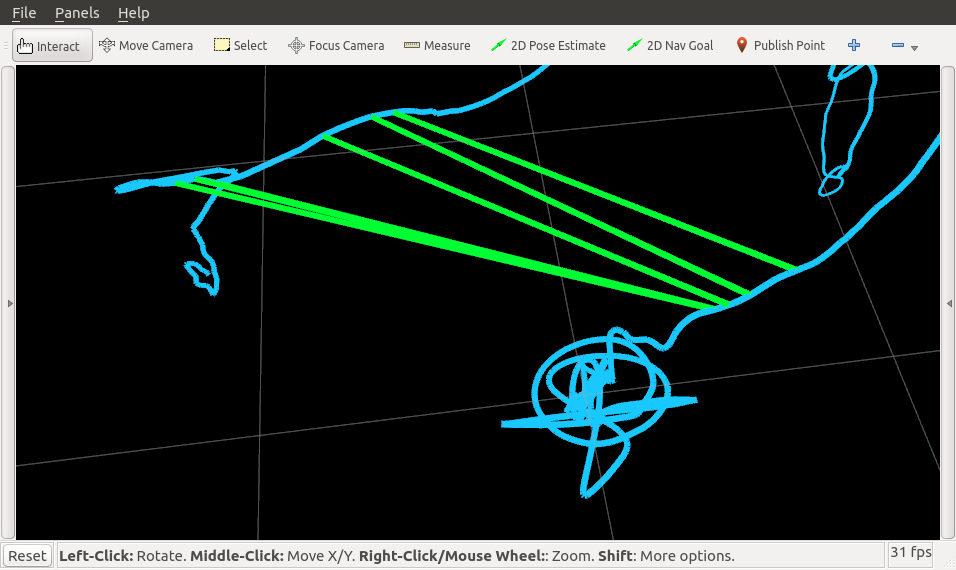 File Panels Help
Interact Move Camera Select Focus Camera Measure 2D Pose Estimate 2D Nav Goal Publish Point
Reset Left-Click: Rotate. Middle-Click: Move X/Y. Right-Click/Mouse Wheel:: Zoom. Shift: More options. 31 fps